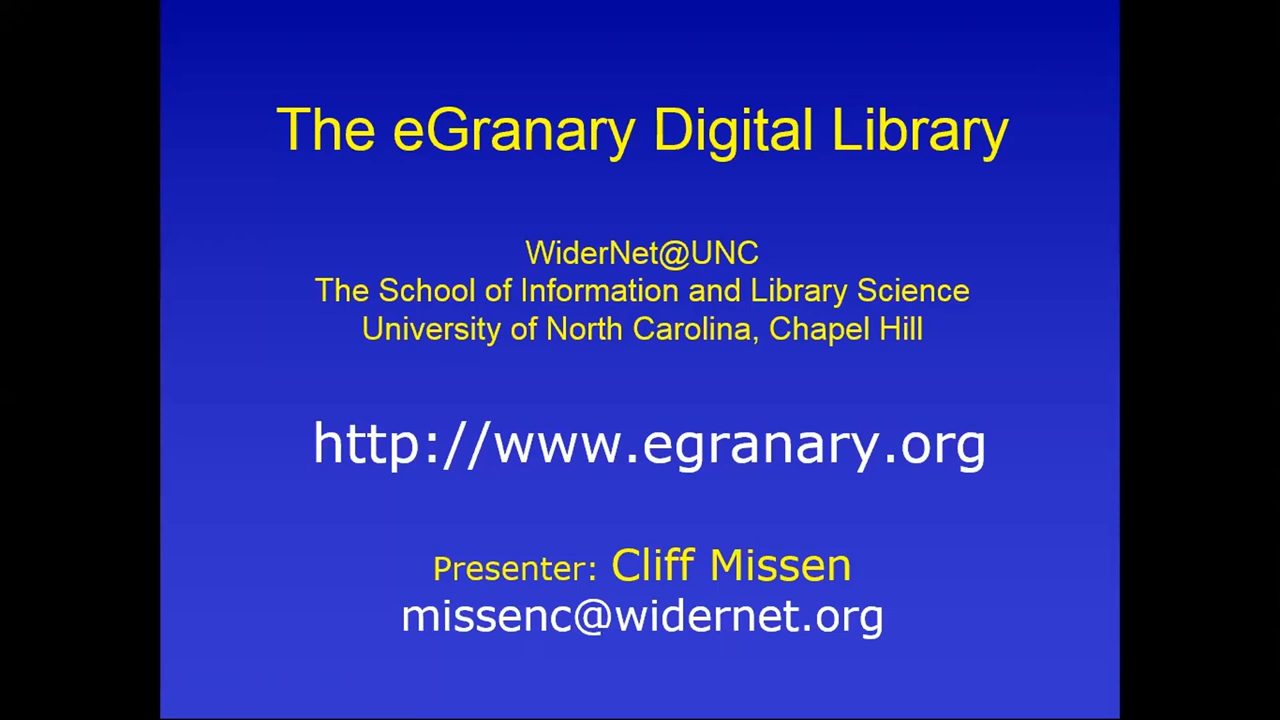 The eGranary Digital Library
WiderNet@UNC
The School of Information and Library Science
University of North Carolina, Chapel Hill
http://www.egranary.org
Presenter: Cliff Missen
missenc@widernet.org